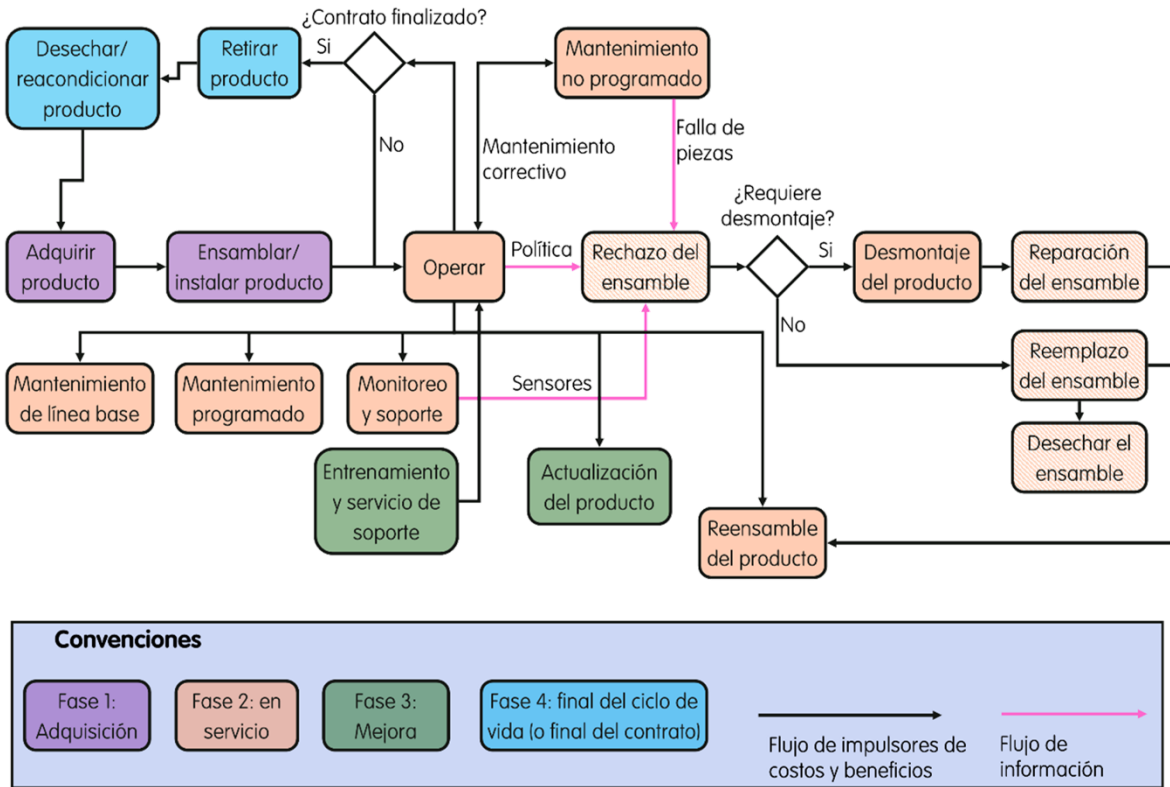 ¿Contrato finalizado?
Desechar/
reacondicionar
producto
Retirar
producto
Si
No
Mantenimiento
no programado
Mantenimiento
correctivo
Falla de
piezas
¿Requiere
desmontaje?
Adquirir
producto
Ensamblar/
instalar producto
Operar
Política
Rechazo del
ensamble
Si
Desmontaje
del producto
Reparación
del ensamble
No
Mantenimiento
de línea base
Mantenimiento
programado
Monitoreo
y soporte
Sensores
Reemplazo
del ensamble
Desechar el
ensamble
Entrenamiento
y servicio de
soporte
Actualización
del producto
Reensamble
del producto
Convenciones
Fase 1:
Adquisición
Fase 2: en
servicio
Fase 3:
Mejora
Fase 4: final del ciclo de
vida (o final del contrato)
Flujo de impulsores de
costos y beneficios
Flujo de
información